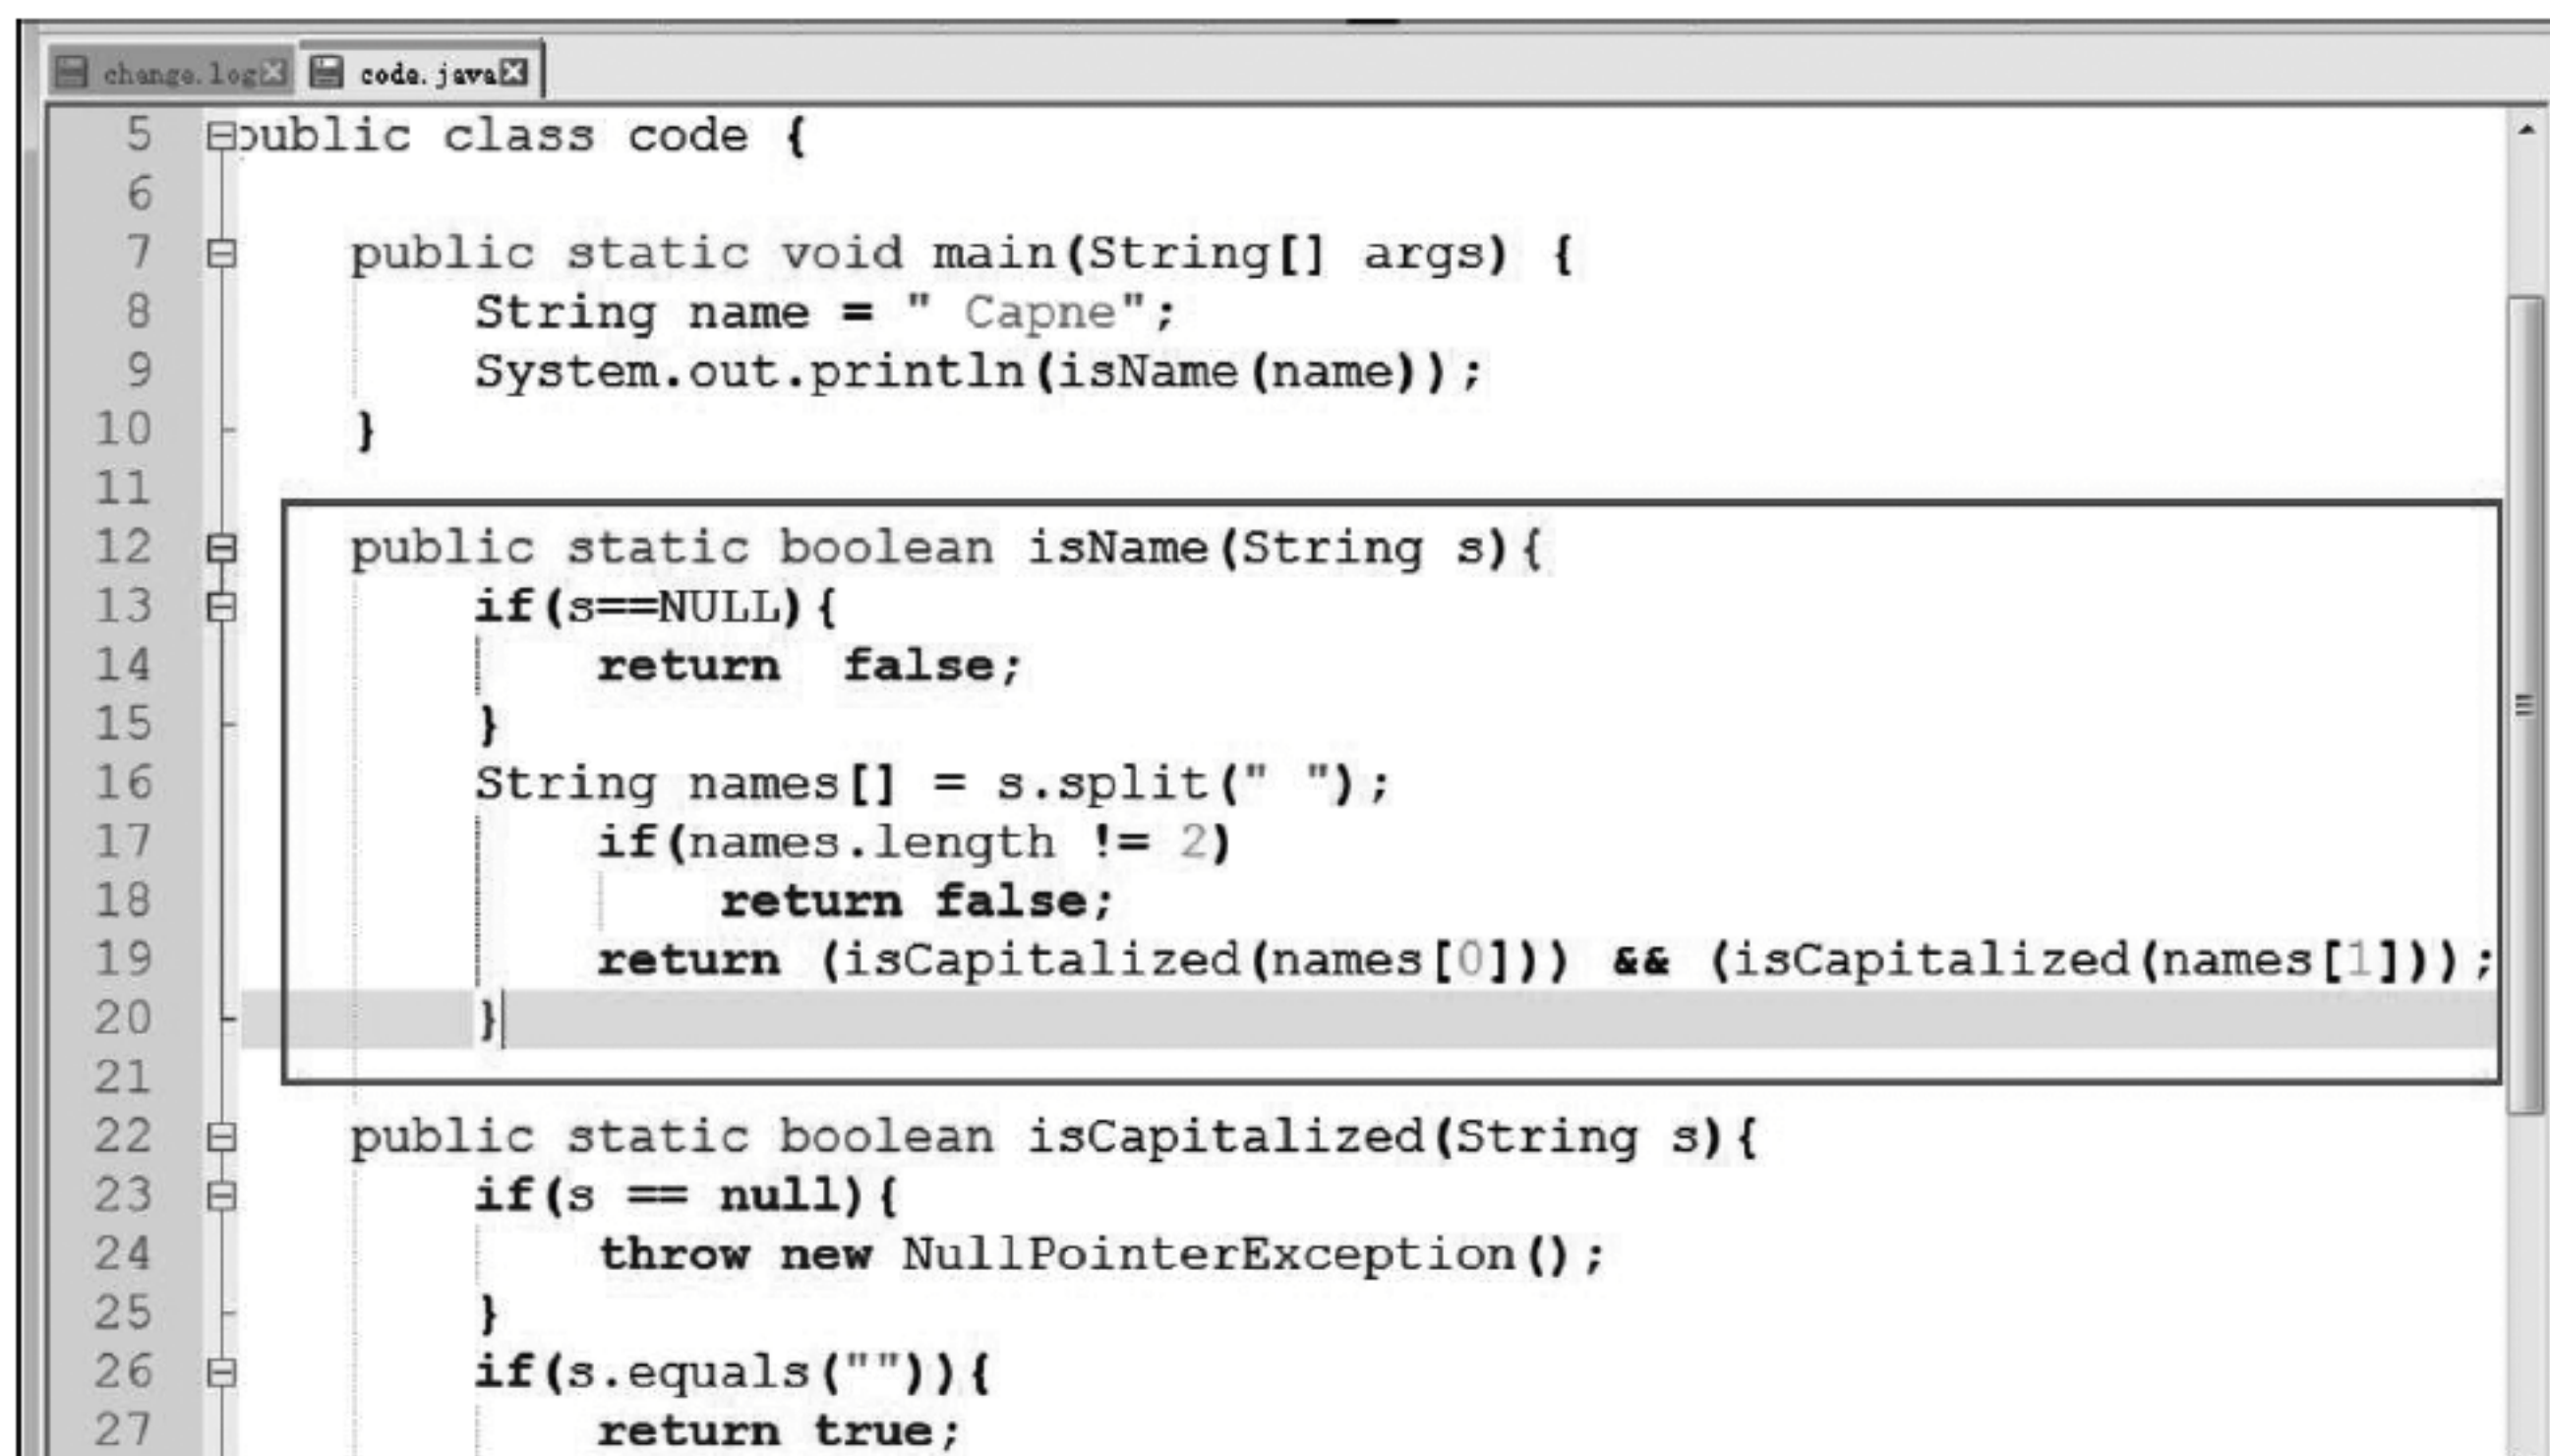 change.log code.java
5 public class code {
6
7 public static void main(String[] args) {
8 String name = " Capne";
9 System.out.println(isName(name));
10 }
11
12 public static boolean isName(String s){
13 if(s==NULL){
14 return  false;
15 }
16 String names[] = s.split(" ");
17 if(names.length != 2)
18 return false;
19 return (isCapitalized(names[0])) && (isCapitalized(names[1]));
20 }
21
22 public static boolean isCapitalized(String s){
23 if(s == null){
24 throw new NullPointerException();
25 }
26 if(s.equals("")){
27 return true;